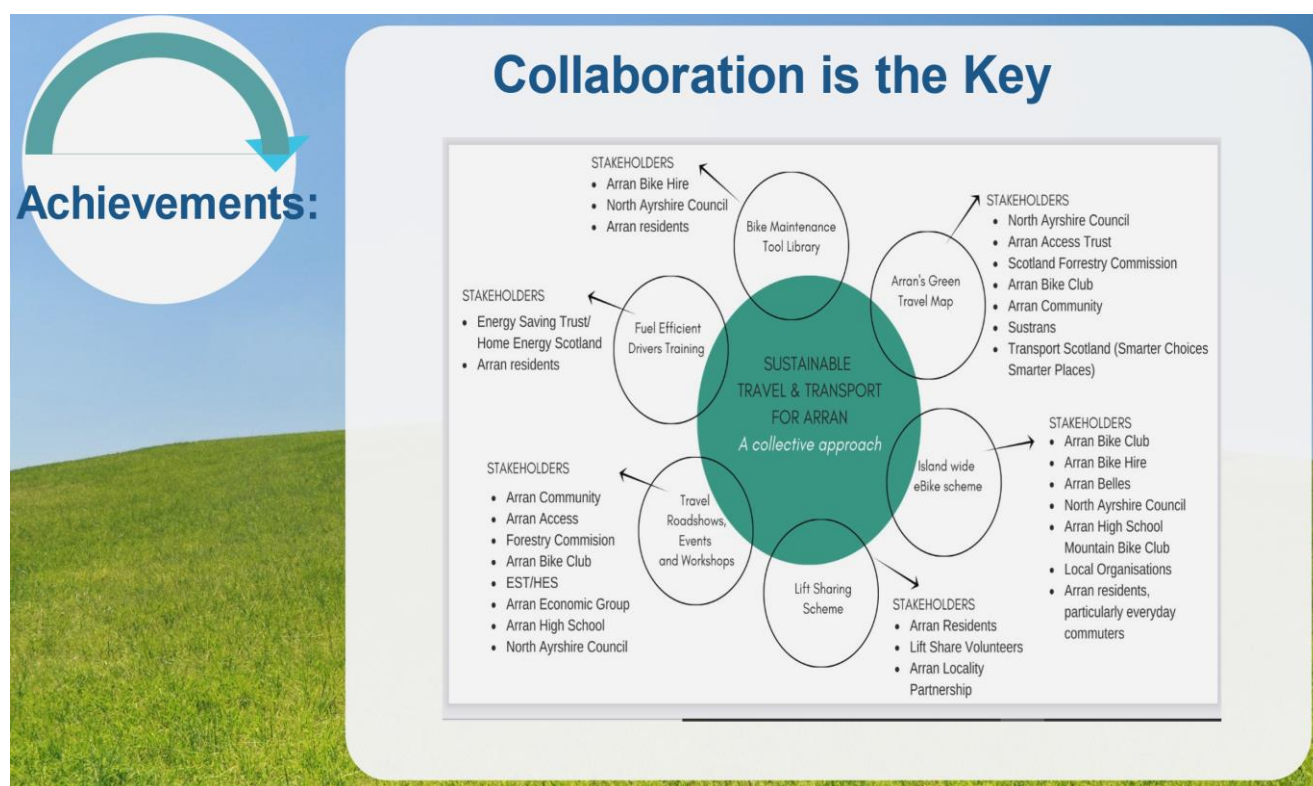 Collaboration is the Key
Achievements:
STAKEHOLDERS
• Arran Bike Hire
• North Ayrshire Council
• Arran residents
Bike Maintenance
Tool Library
STAKEHOLDERS
• North Ayrshire Council
• Arran Access Trust
• Scotland Forrestry Commission
• Arran Bike Club
• Arran Community
• Sustrans
• Transport Scotland (Smarter Choices
Smarter Places)
Arran's Green
Travel Map
STAKEHOLDERS
• Energy Saving Trust/
Home Energy Scotland
• Arran residents
Fuel Efficient
Drivers Training
SUSTAINABLE
TRAVEL & TRANSPORT
FOR ARRAN
A collective approach
STAKEHOLDERS
• Arran Bike Club
• Arran Bike Hire
• Arran Belles
• North Ayrshire Council
• Arran High School
Mountain Bike Club
• Local Organisations
• Arran residents,
particularly everyday
commuters
Island wide
eBike scheme
STAKEHOLDERS
• Arran Community
• Arran Access
• Forestry Commision
• Arran Bike Club
• EST/HES
• Arran Economic Group
• Arran High School
• North Ayrshire Council
Travel
Roadshows,
Events
and Workshops
Lift Sharing
Scheme
STAKEHOLDERS
• Arran Residents
• Lift Share Volunteers
• Arran Locality
Partnership